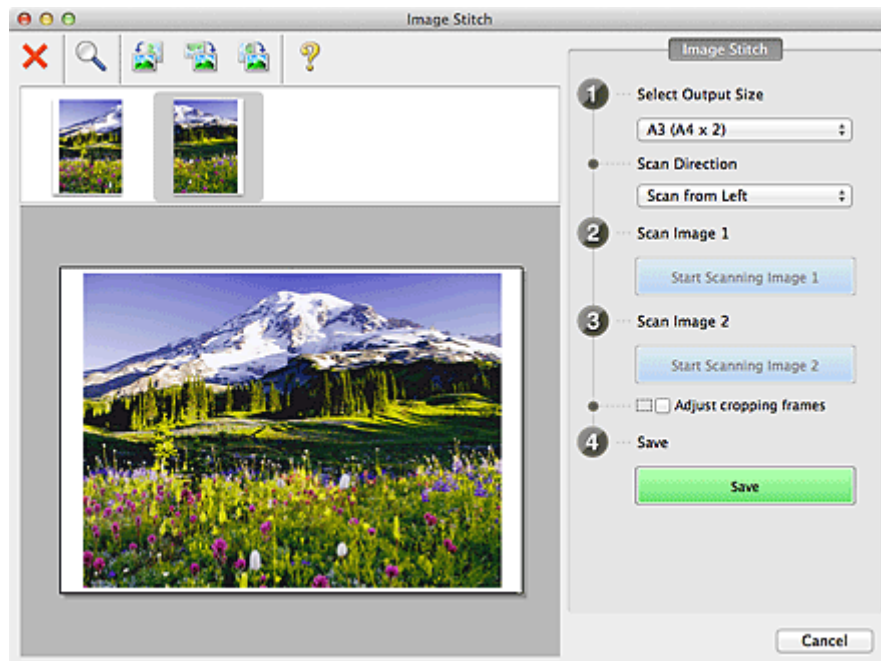 Image Stitch
Image Stitch
1
Select Output Size
A3 (A4 x 2)
Scan Direction
Scan from Left
2
Scan Image 1
Start Scanning Image 1
3
Scan Image 2
Start Scanning Image 2
Adjust cropping frames
4
Save
Save
Cancel